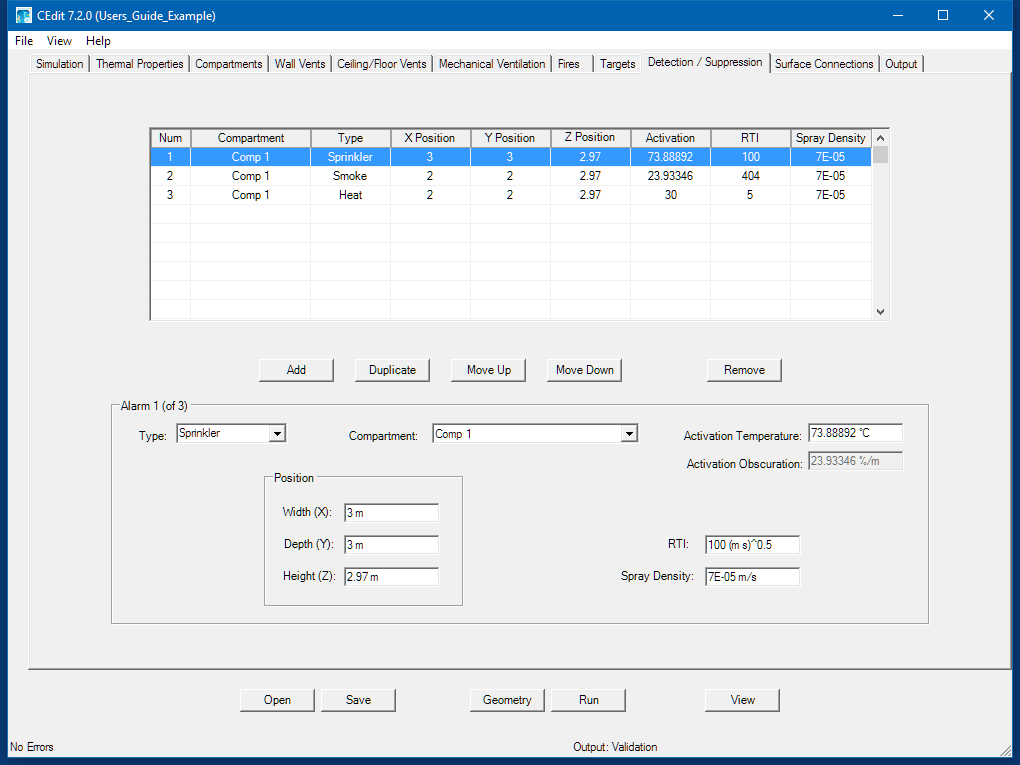 CEdit 7.2.0 (Users_Guide_Example)
File View Help
Simulation Thermal Properties Compartments Wall Vents Ceiling/Floor Vents Mechanical Ventilation Fires Targets Detection / Suppression Surface Connections Output
Num Compartment Type X Position Y Position Z Position Activation RTI Spray Density
1 Comp 1 Sprinkler 3 3 2.97 73.88892 100 7E-05
2 Comp 1 Smoke 2 2 2.97 23.93346 404 7E-05
3 Comp 1 Heat 2 2 2.97 30 5 7E-05
Add Duplicate Move Up Move Down Remove
Alarm 1 (of 3)
Type: Sprinkler Compartment: Comp 1 Activation Temperature: 73.88892 °C
Activation Obscuration: 23.93346 %/m
Position
Width (X): 3 m
Depth (Y): 3 m RTI: 100 (m s)^0.5
Height (Z): 2.97 m Spray Density: 7E-05 m/s
Open Save Geometry Run View
No Errors Output: Validation